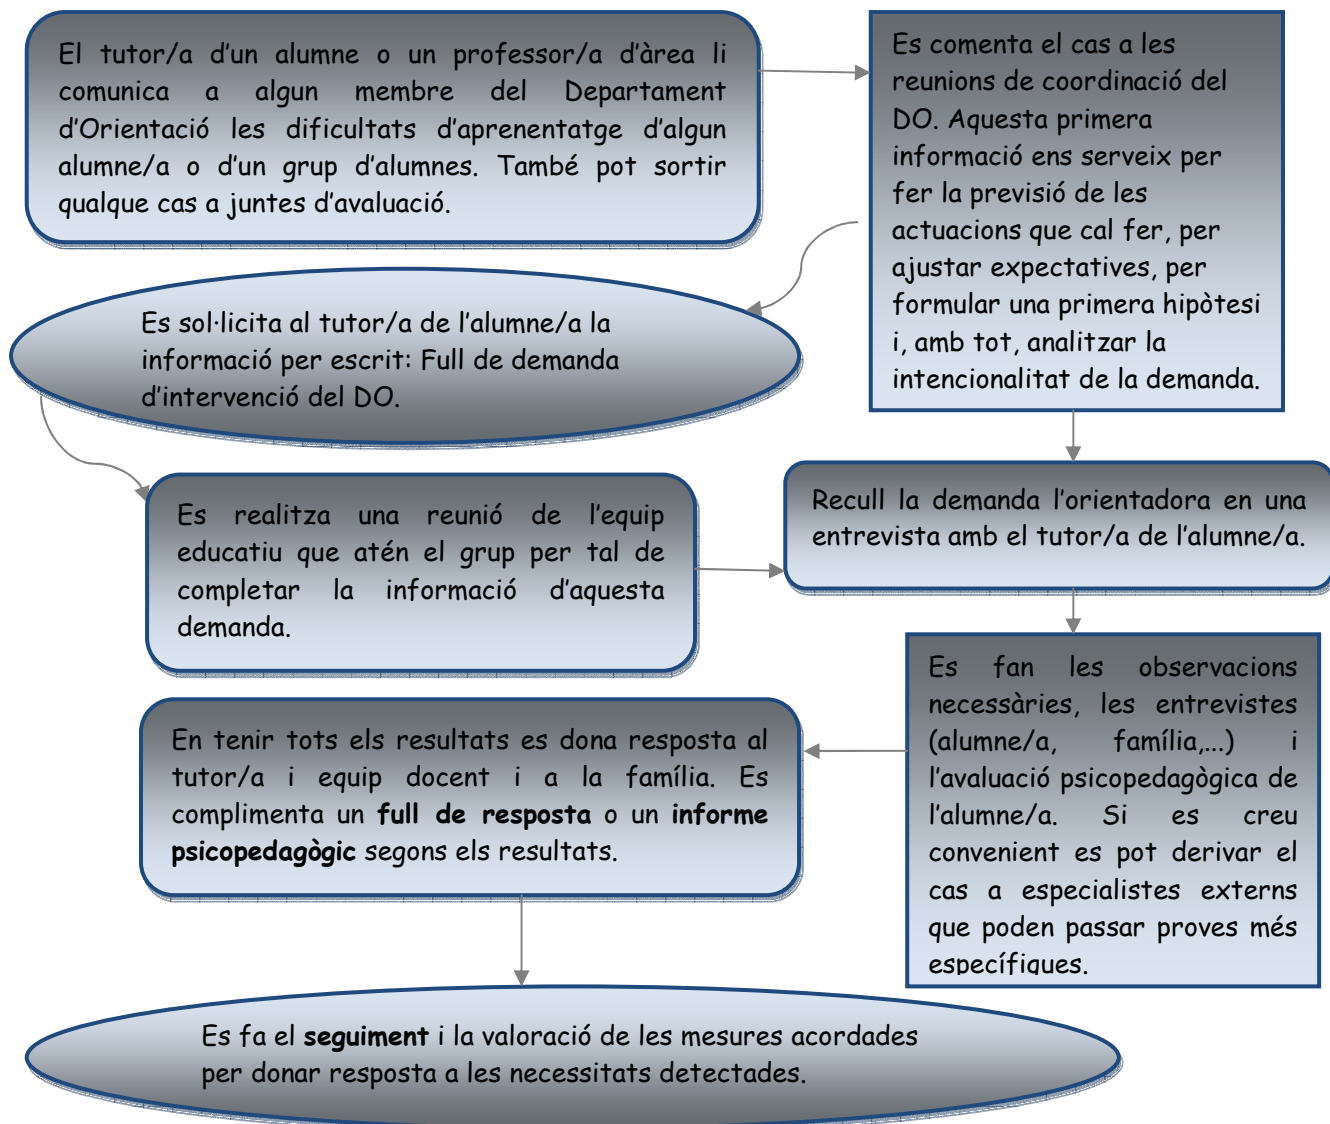 El tutor/a d'un alumne o un professor/a d'àrea li
comunica a algun membre del Departament
d'Orientació les dificultats d'aprenentatge d'algun
alumne/a o d'un grup d'alumnes. També pot sortir
qualque cas a juntes d'avaluació.
Es comenta el cas a les
reunions de coordinació del
DO. Aquesta primera
informació ens serveix per
fer la previsió de les
actuacions que cal fer, per
ajustar expectatives, per
formular una primera hipòtesi
i, amb tot, analitzar la
intencionalitat de la demanda.
Es sol·licita al tutor/a de l'alumne/a la
informació per escrit: Full de demanda
d'intervenció del DO.
Es realitza una reunió de l'equip
educatiu que atén el grup per tal de
completar la informació d'aquesta
demanda.
Recull la demanda l'orientadora en una
entrevista amb el tutor/a de l'alumne/a.
Es fan les observacions
necessàries, les entrevistes
(alumne/a, família,...) i
l'avaluació psicopedagògica de
l'alumne/a. Si es creu
convenient es pot derivar el
cas a especialistes externs
que poden passar proves més
específiques.
En tenir tots els resultats es dona resposta al
tutor/a i equip docent i a la família. Es
complimenta un full de resposta o un informe
psicopedagògic segons els resultats.
Es fa el seguiment i la valoració de les mesures acordades
per donar resposta a les necessitats detectades.